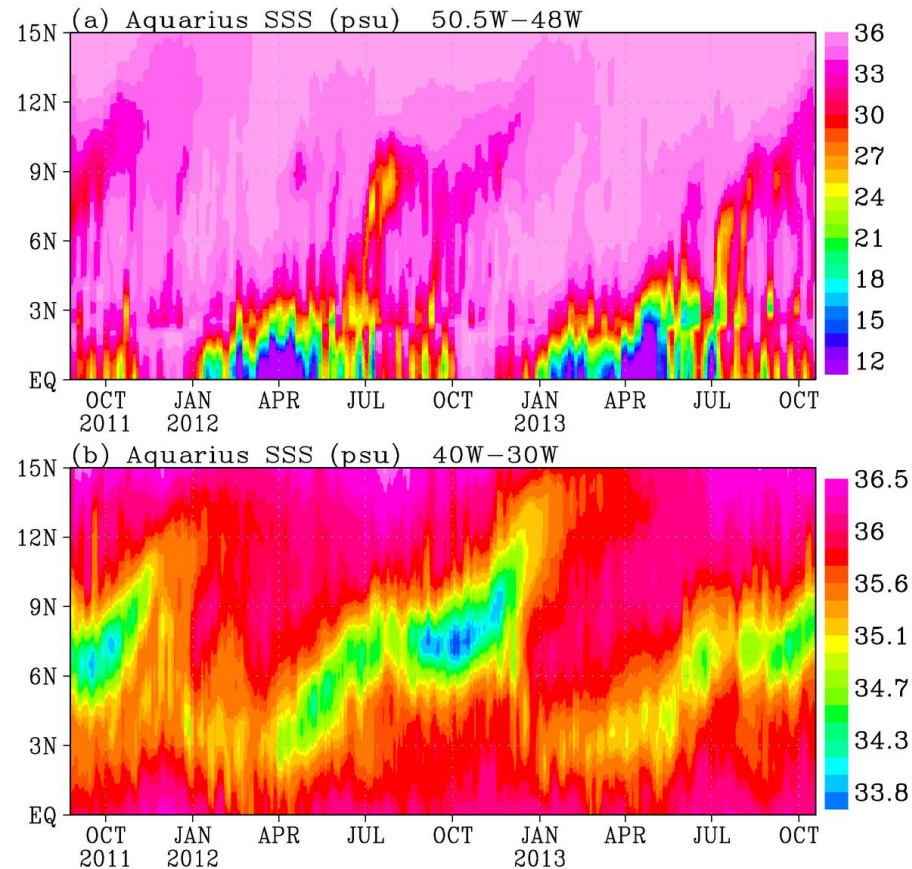 (a) Aquarius SSS (psu) 50.5W−48W
15N
12N
9N
6N
3N
EQ
OCT JAN APR JUL OCT JAN APR JUL OCT
2011 2012 2013
36
33
30
27
24
21
18
15
12
(b) Aquarius SSS (psu) 40W−30W
15N
12N
9N
6N
3N
EQ
OCT JAN APR JUL OCT JAN APR JUL OCT
2011 2012 2013
36.5
36
35.6
35.1
34.7
34.3
33.8